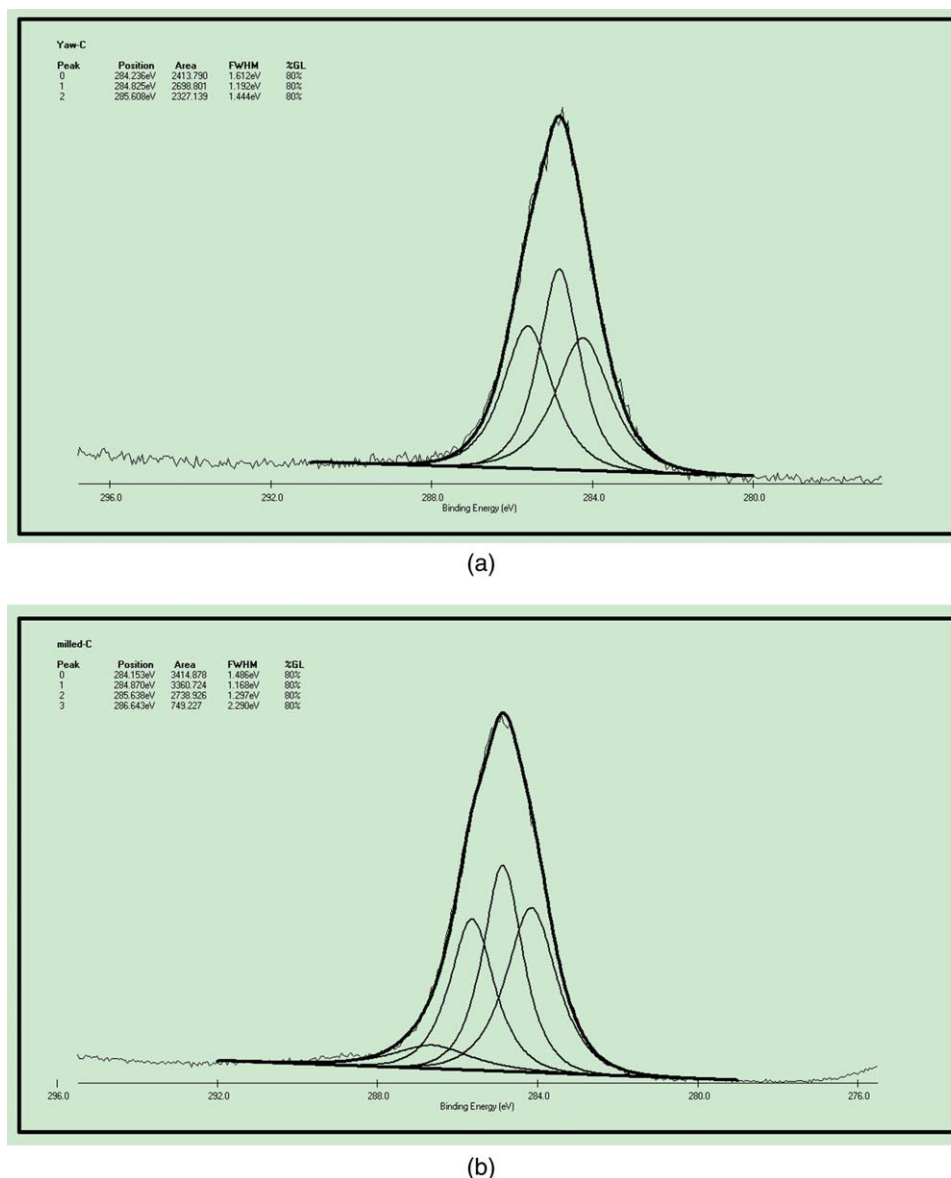 Yaw-C
Peak Position Area FWHM %GL
0 284.236eV 2413.790 1.612eV 80%
1 284.825eV 2698.801 1.192eV 80%
2 285.608eV 2327.139 1.444eV 80%
296.0 292.0 288.0 284.0 280.0
Binding Energy (eV)
(a)
milled-C
Peak Position Area FWHM %GL
0 284.153eV 3414.878 1.486eV 80%
1 284.870eV 3360.724 1.168eV 80%
2 285.638eV 2738.926 1.297eV 80%
3 286.643eV 749.227 2.290eV 80%
296.0 292.0 288.0 284.0 280.0 276.0
Binding Energy (eV)
(b)